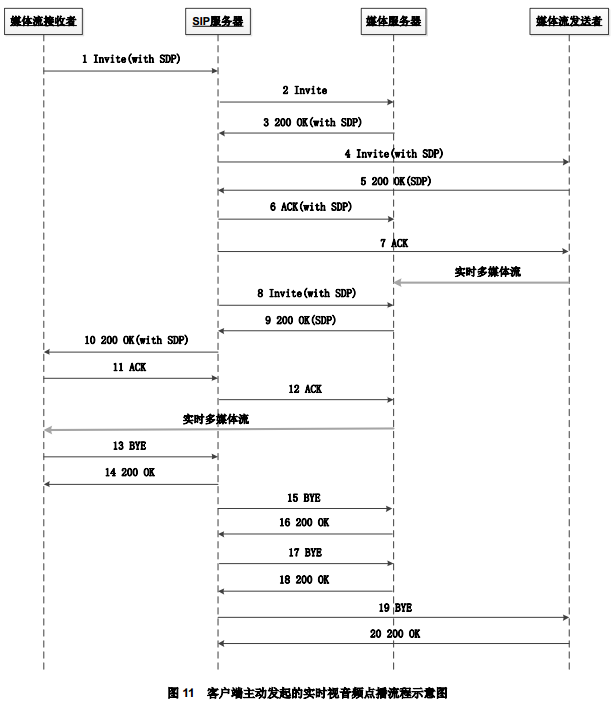 媒体流接收者 SIP服务器 媒体服务器 媒体流发送者
1 Invite(with SDP)
2 Invite
3 200 OK(with SDP)
4 Invite(with SDP)
5 200 OK(SDP)
6 ACK(with SDP)
7 ACK
实时多媒体流
8 Invite(with SDP)
9 200 OK(SDP)
10 200 OK(with SDP)
11 ACK
12 ACK
实时多媒体流
13 BYE
14 200 OK
15 BYE
16 200 OK
17 BYE
18 200 OK
19 BYE
20 200 OK
图 11 客户端主动发起的实时视音频点播流程示意图